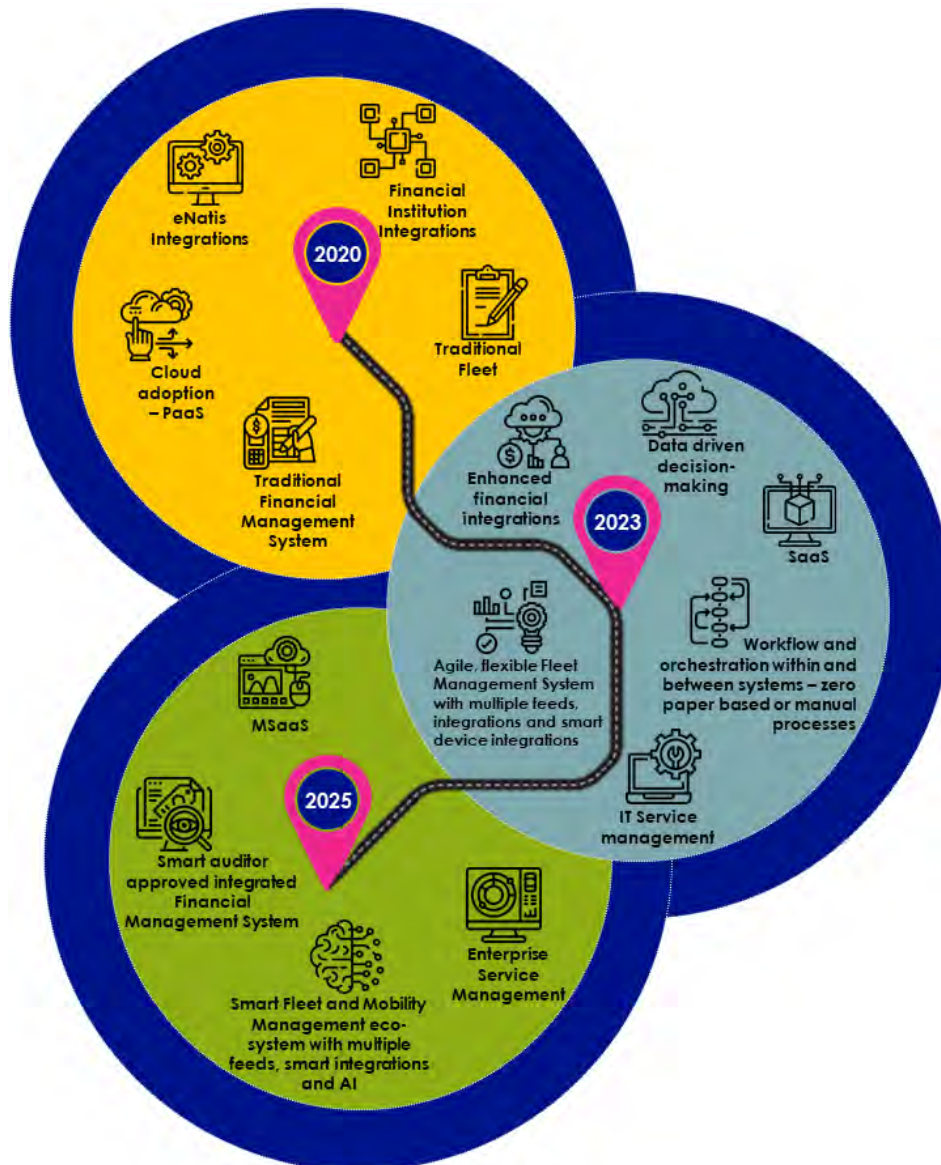 eNatis
Integrations
Financial
Institution
Integrations
2020
Cloud
adoption
– PaaS
Traditional
Fleet
Traditional
Financial
Management
System
Enhanced
financial
integrations
Data driven
decision-
making
2023
SaaS
Agile, flexible Fleet
Management System
with multiple feeds,
integrations and smart
device integrations
Workflow and
orchestration within and
between systems – zero
paper based or manual
processes
IT Service
management
MSaaS
2025
Smart auditor
approved integrated
Financial
Management System
Enterprise
Service
Management
Smart Fleet and Mobility
Management eco-
system with multiple
feeds, smart integrations
and AI